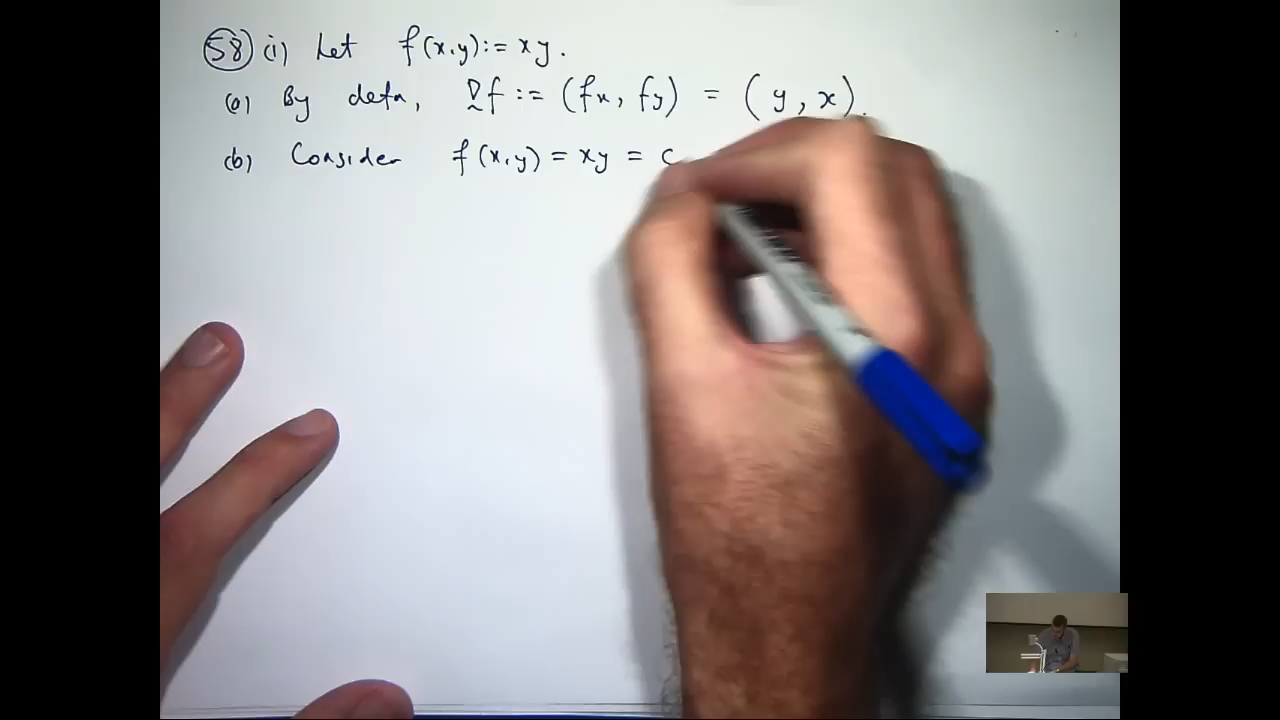 58 (i) Let f(x,y):= xy.
(a) By defn, ∇f := (fx, fy) = (y, x).
(b) Consider f(x,y) = xy = c